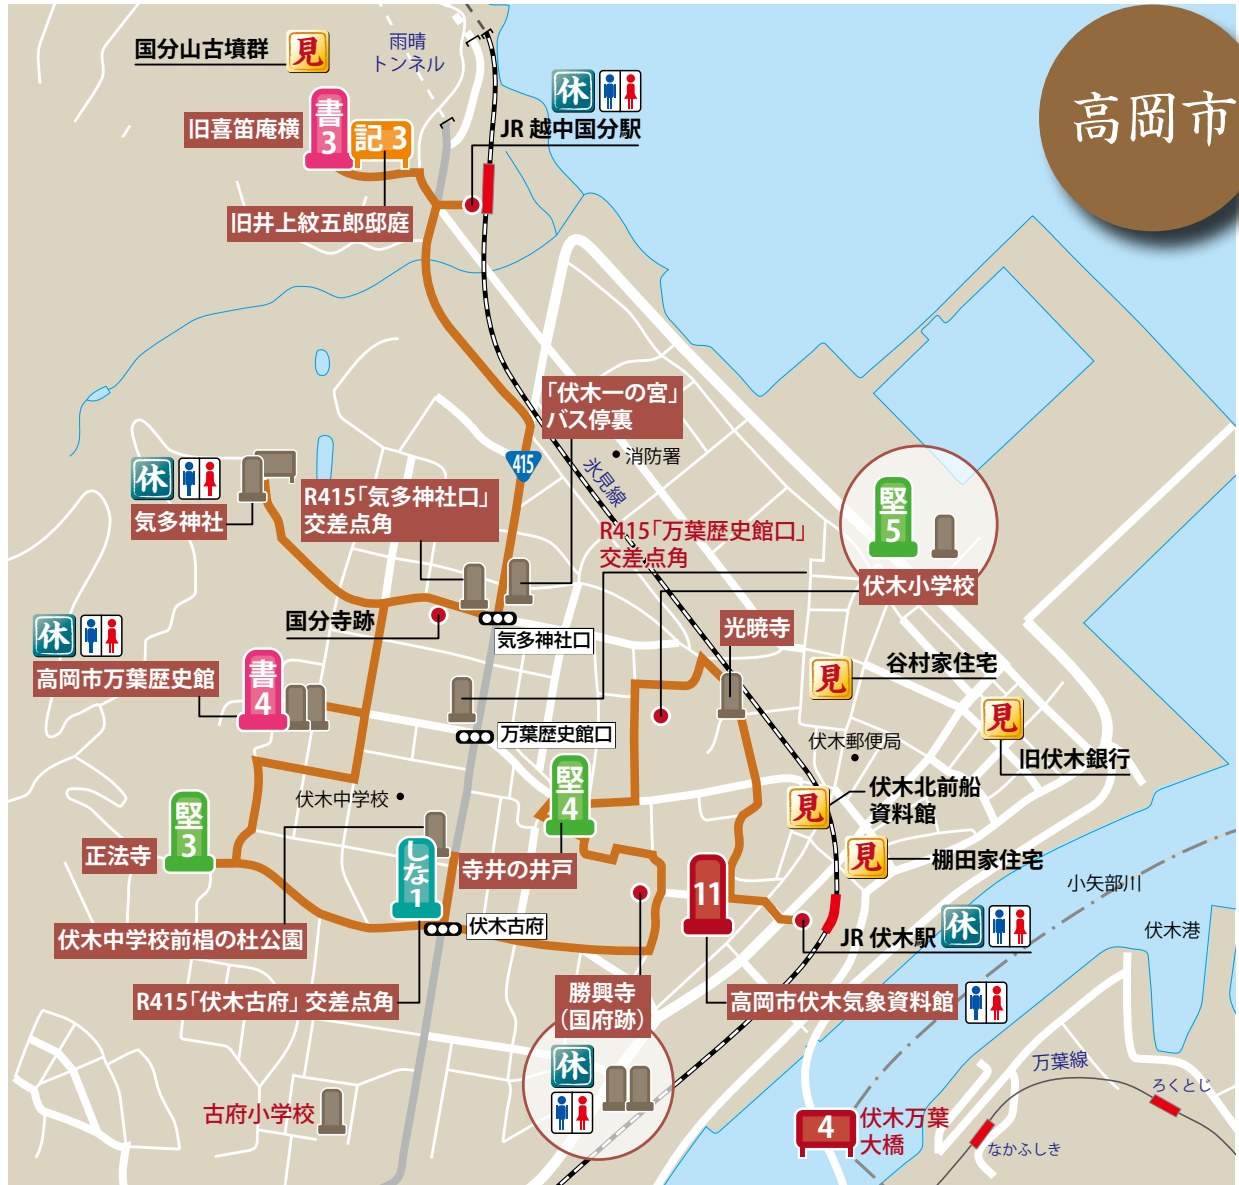 国分山古墳群
見
雨晴
トンネル
高岡市
休
JR 越中国分駅
書
3
記 3
旧喜笛庵横
旧井上紋五郎邸庭
「伏木一の宮」
バス停裏
415
消防署
氷見線
休
気多神社
R415「気多神社口」
交差点角
R415「万葉歴史館口」
交差点角
堅
5
伏木小学校
国分寺跡
気多神社口
光暁寺
休
高岡市万葉歴史館
書
4
谷村家住宅
見
見
旧伏木銀行
万葉歴史館口
伏木郵便局
伏木中学校
堅
4
伏木北前船
資料館
見
堅
3
正法寺
しな
1
寺井の井戸
見
棚田家住宅
小矢部川
伏木港
11
伏木古府
伏木中学校前椙の杜公園
JR 伏木駅
休
R415「伏木古府」交差点角
勝興寺
（国府跡）
高岡市伏木気象資料館
休
万葉線
ろくとじ
なかふしき
古府小学校
4
伏木万葉
大橋